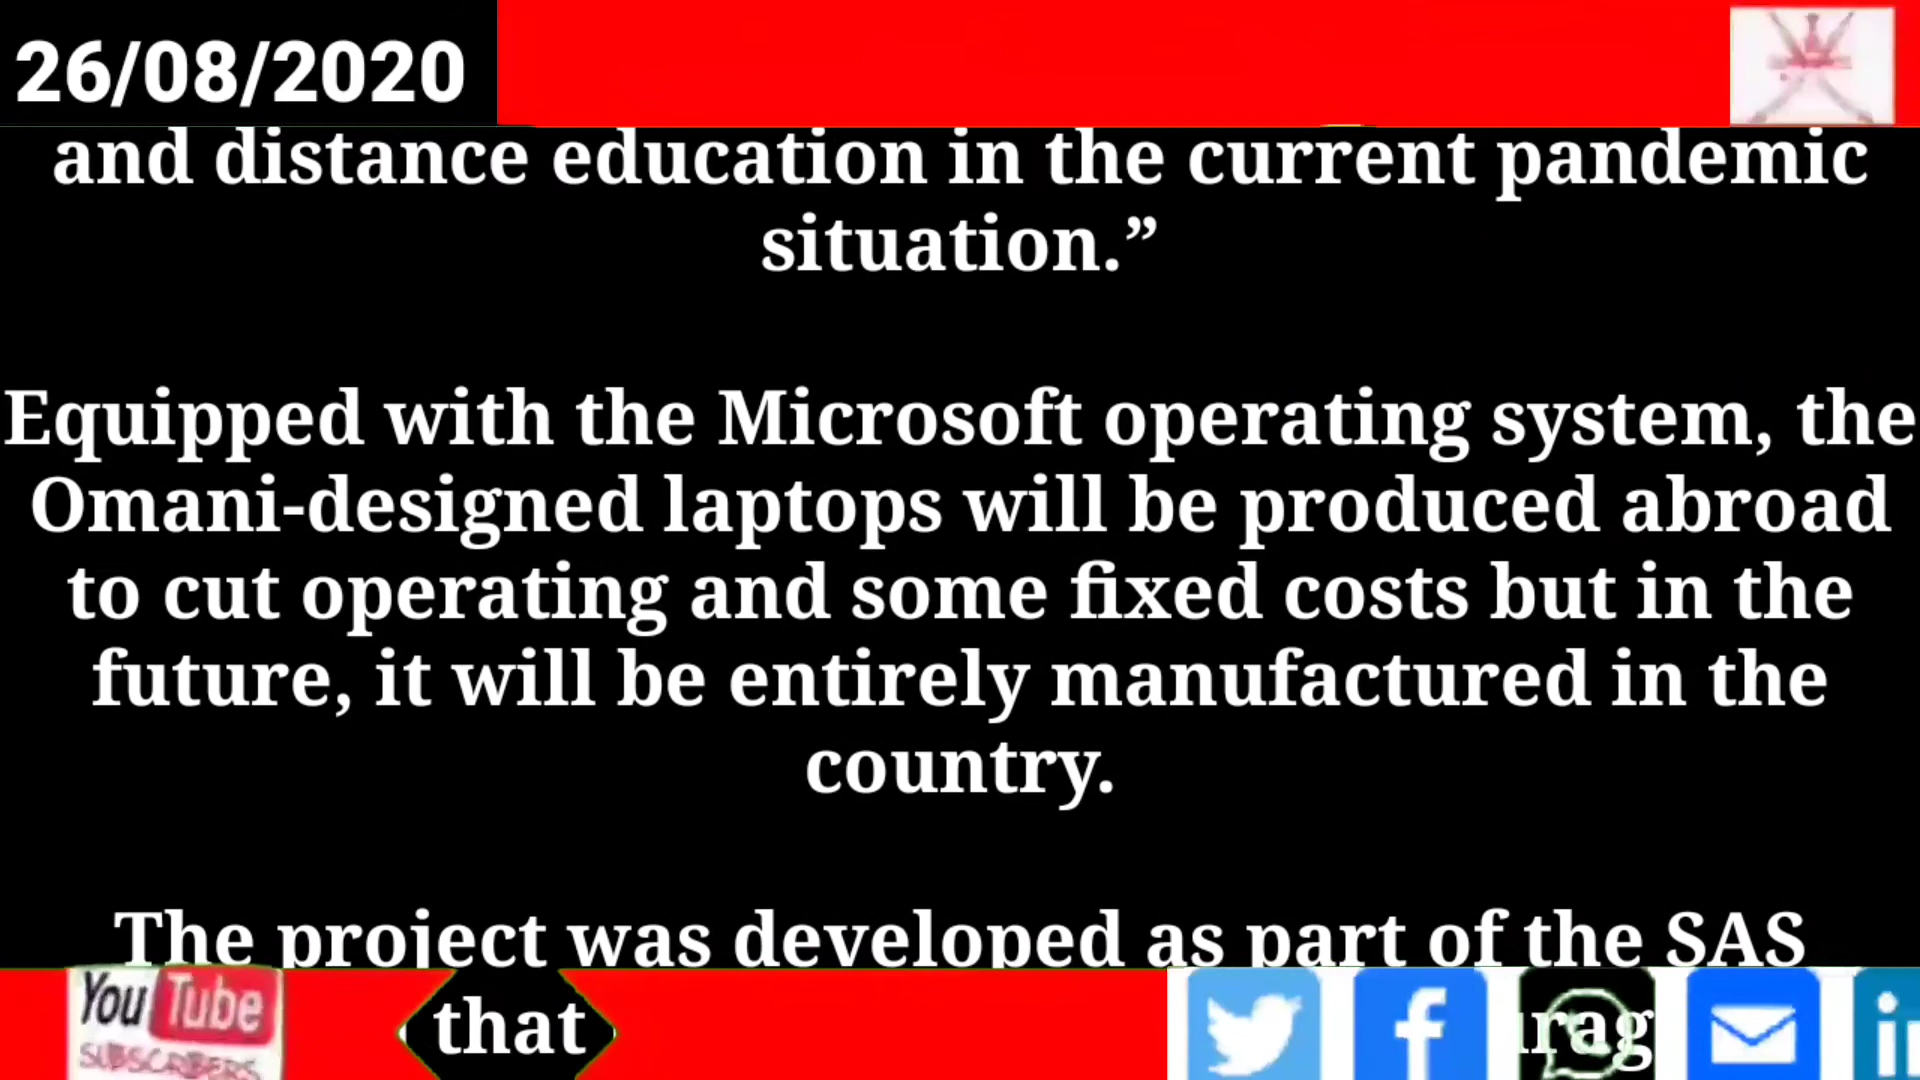 26/08/2020
and distance education in the current pandemic
situation.”
Equipped with the Microsoft operating system, the
Omani-designed laptops will be produced abroad
to cut operating and some fixed costs but in the
future, it will be entirely manufactured in the
country.
The project was developed as part of the SAS
that
You Tube
SUBSCRIBERS
f
in